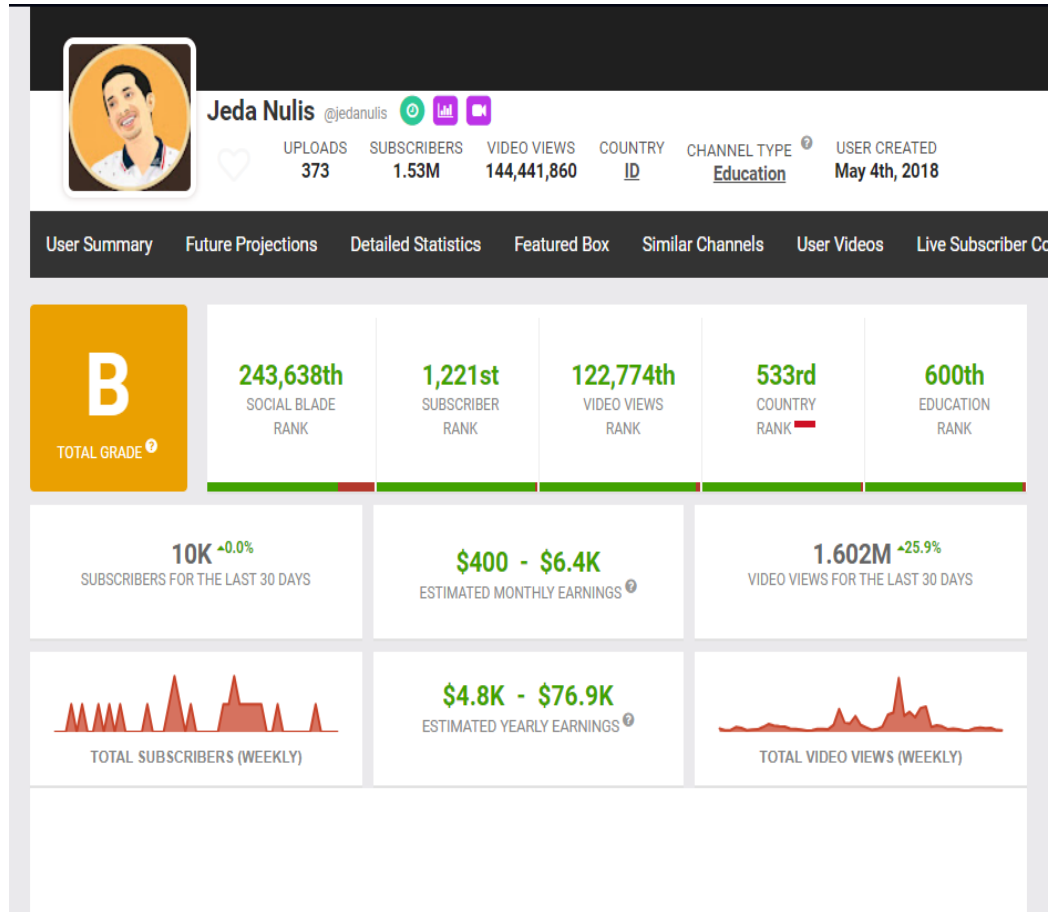 Jeda Nulis @jedanulis
UPLOADS SUBSCRIBERS VIDEO VIEWS COUNTRY CHANNEL TYPE ? USER CREATED
373 1.53M 144,441,860 ID Education May 4th, 2018
User Summary Future Projections Detailed Statistics Featured Box Similar Channels User Videos Live Subscriber Co
B
TOTAL GRADE ?
243,638th
SOCIAL BLADE
RANK
1,221st
SUBSCRIBER
RANK
122,774th
VIDEO VIEWS
RANK
533rd
COUNTRY
RANK
600th
EDUCATION
RANK
10K 0.0%
SUBSCRIBERS FOR THE LAST 30 DAYS
$400 - $6.4K
ESTIMATED MONTHLY EARNINGS ?
1.602M 25.9%
VIDEO VIEWS FOR THE LAST 30 DAYS
TOTAL SUBSCRIBERS (WEEKLY)
$4.8K - $76.9K
ESTIMATED YEARLY EARNINGS ?
TOTAL VIDEO VIEWS (WEEKLY)